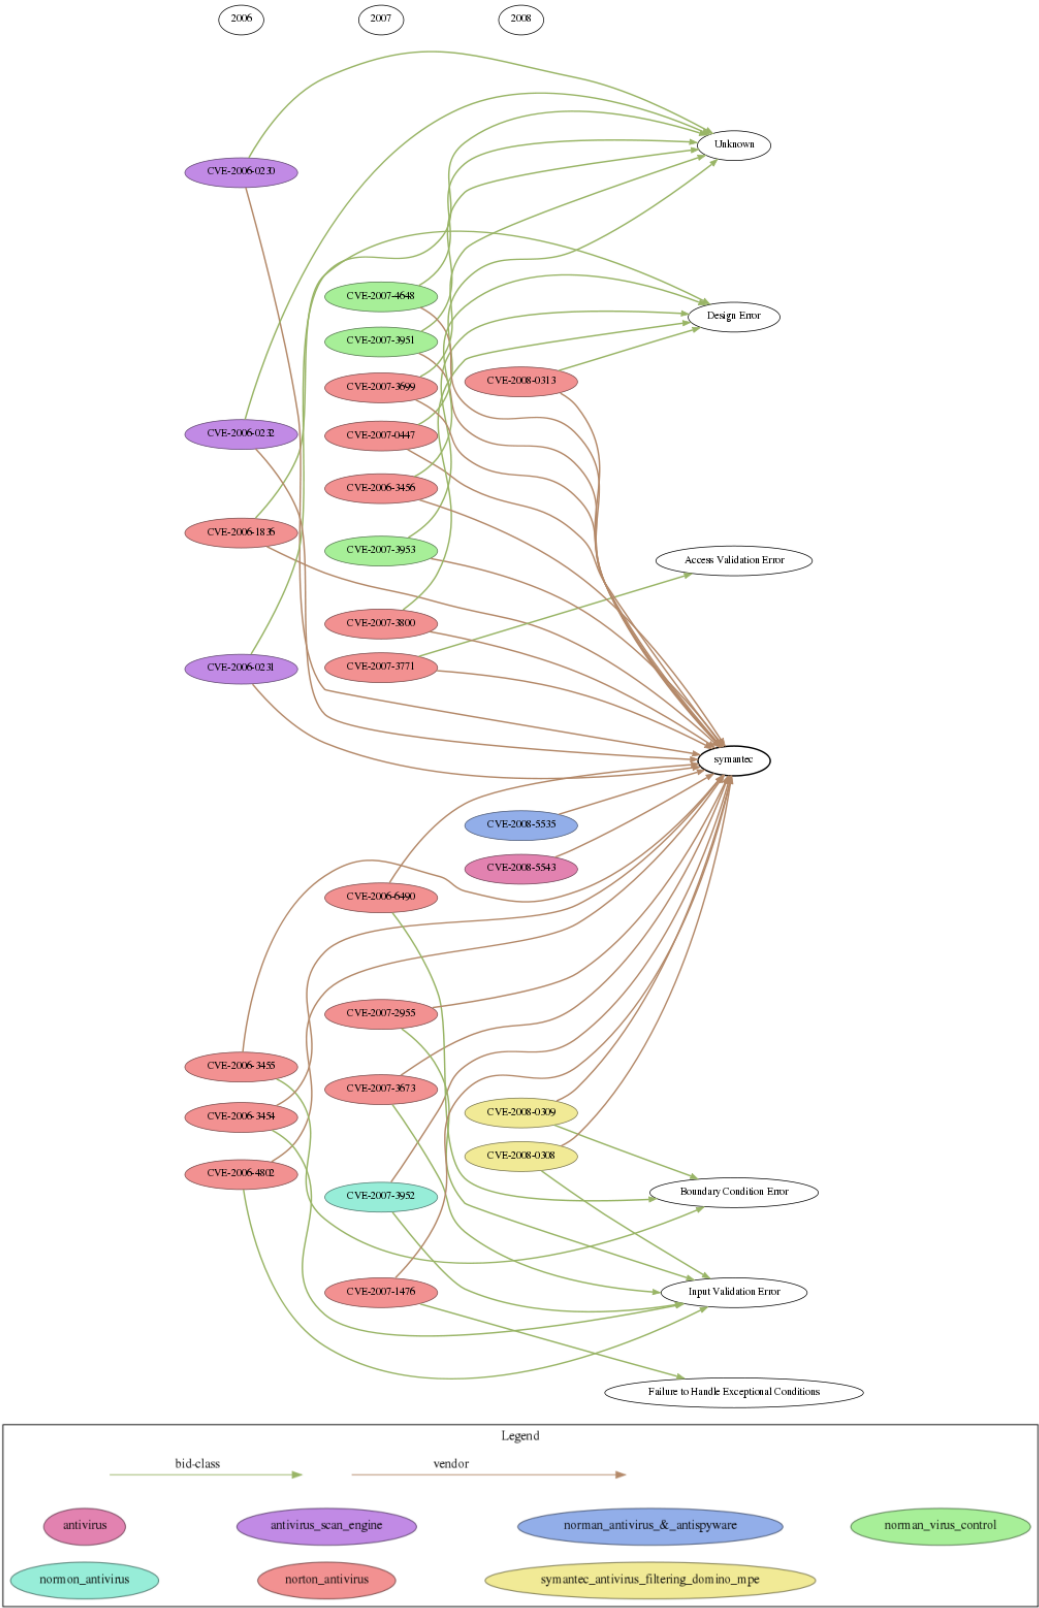 2006 2007 2008
Unknown
CVE-2006-0230
CVE-2007-4648
Design Error
CVE-2007-3951
CVE-2008-0313
CVE-2007-3699
CVE-2006-0232
CVE-2007-0447
CVE-2006-3456
CVE-2006-1836
CVE-2007-3953
Access Validation Error
CVE-2007-3800
CVE-2007-3771
CVE-2006-0231
symantec
CVE-2008-5535
CVE-2008-5543
CVE-2006-6490
CVE-2007-2955
CVE-2006-3455
CVE-2007-3673
CVE-2008-0309
CVE-2006-3454
CVE-2008-0308
CVE-2006-4802
Boundary Condition Error
CVE-2007-3952
CVE-2007-1476
Input Validation Error
Failure to Handle Exceptional Conditions
Legend
bid-class vendor
antivirus antivirus_scan_engine norman_antivirus_&_antispyware norman_virus_control
normon_antivirus norton_antivirus symantec_antivirus_filtering_domino_mpe